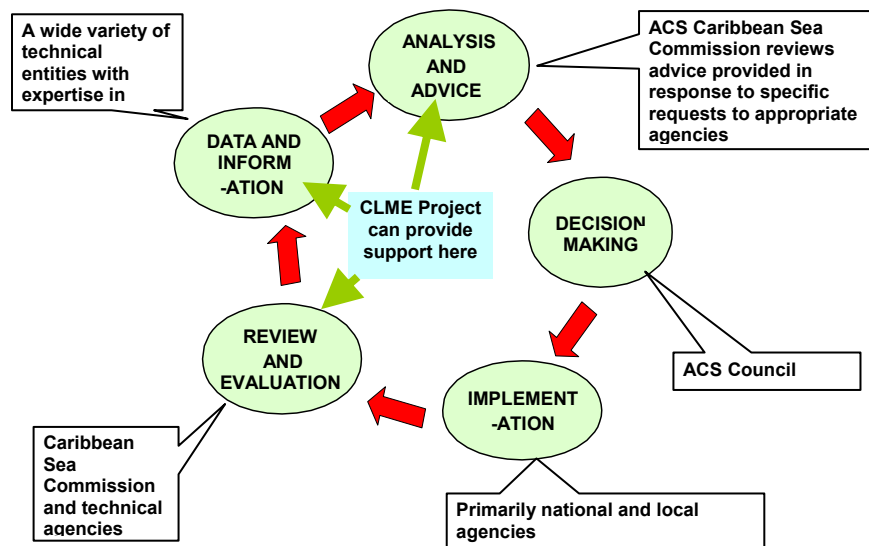 A wide variety of
technical
entities with
expertise in
ANALYSIS
AND
ADVICE
ACS Caribbean Sea
Commission reviews
advice provided in
response to specific
requests to appropriate
agencies
DATA AND
INFORM
-ATION
CLME Project
can provide
support here
DECISION
MAKING
REVIEW
AND
EVALUATION
ACS Council
IMPLEMENT
-ATION
Caribbean
Sea
Commission
and technical
agencies
Primarily national and local
agencies